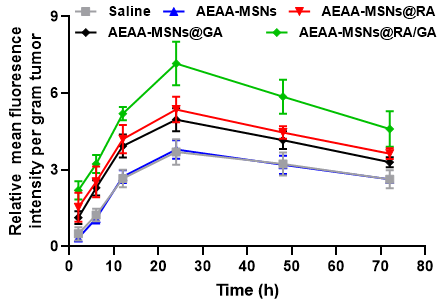 Saline AEAA-MSNs AEAA-MSNs@RA
AEAA-MSNs@GA AEAA-MSNs@RA/GA
Relative mean fluoresence
intensity per gram tumor
9
6
3
0
0 10 20 30 40 50 60 70 80
Time (h)